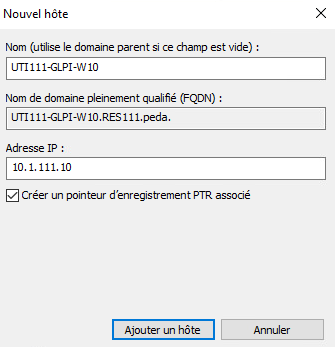 Nouvel hôte
Nom (utilise le domaine parent si ce champ est vide) :
UTI111-GLPI-W10
Nom de domaine pleinement qualifié (FQDN) :
UTI111-GLPI-W10.RES111.peda.
Adresse IP :
10.1.111.10
Créer un pointeur d'enregistrement PTR associé
Ajouter un hôte
Annuler